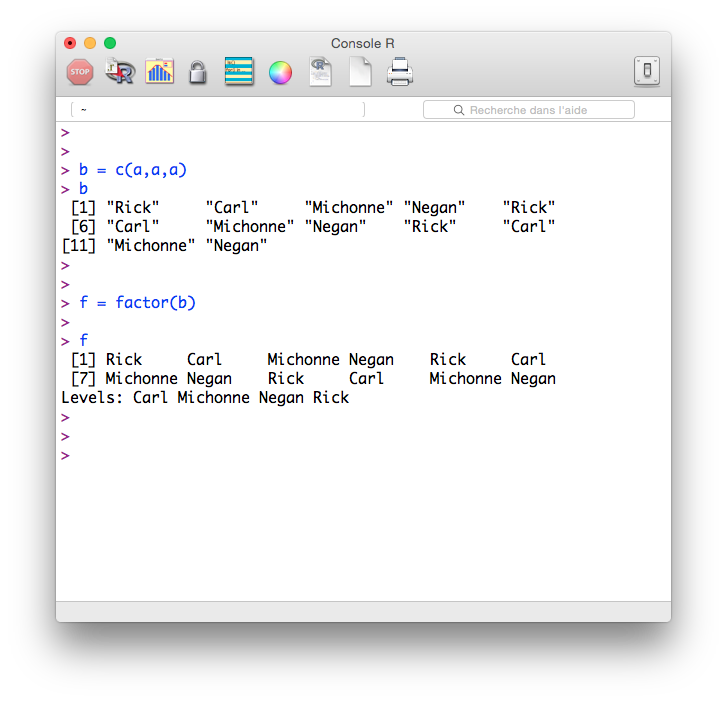 Console R
STOP
~
Recherche dans l'aide
>
>
> b = c(a,a,a)
> b
 [1] "Rick"     "Carl"     "Michonne" "Negan"    "Rick"
 [6] "Carl"     "Michonne" "Negan"    "Rick"     "Carl"
[11] "Michonne" "Negan"
>
>
> f = factor(b)
>
> f
 [1] Rick     Carl     Michonne Negan    Rick     Carl
 [7] Michonne Negan    Rick     Carl     Michonne Negan
Levels: Carl Michonne Negan Rick
>
>
>